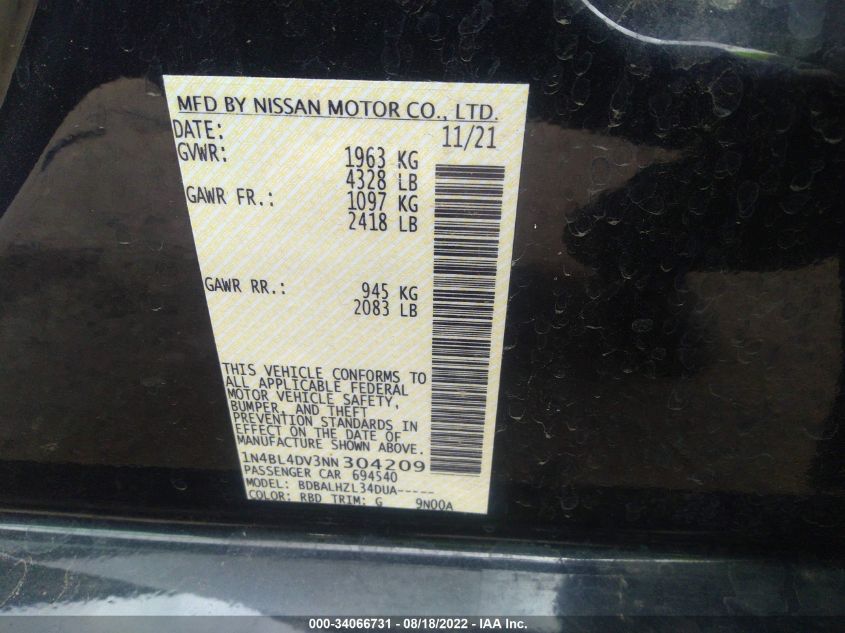 MFD BY NISSAN MOTOR CO., LTD.
DATE: 11/21
GVWR: 1963 KG
4328 LB
GAWR FR.: 1097 KG
2418 LB
GAWR RR.: 945 KG
2083 LB
THIS VEHICLE CONFORMS TO
ALL APPLICABLE FEDERAL
MOTOR VEHICLE SAFETY,
BUMPER, AND THEFT
PREVENTION STANDARDS IN
EFFECT ON THE DATE OF
MANUFACTURE SHOWN ABOVE.
1N4BL4DV3NN304209
PASSENGER CAR 694540
MODEL: BDBALHZL34DUA-----
COLOR: RBD TRIM: G 9N00A
000-34066731 - 08/18/2022 - IAA Inc.